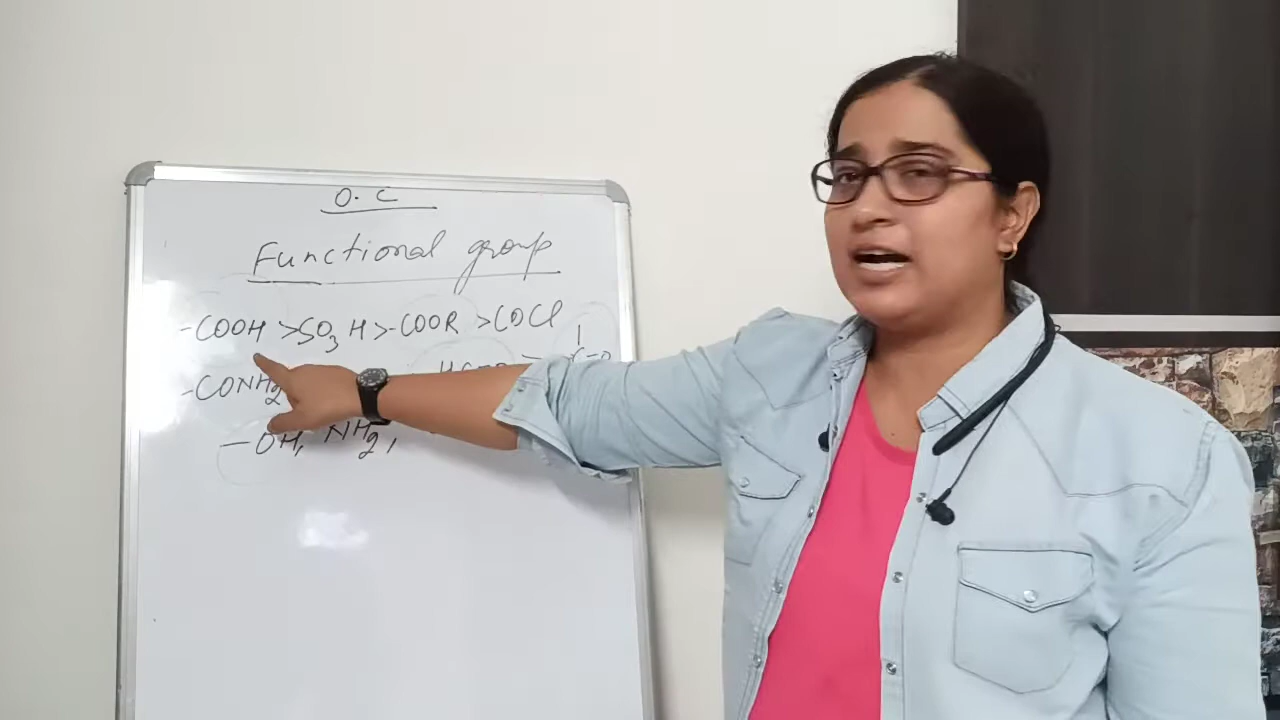 O.C
Functional group
-COOH >SO3H >-COOR >COCl
-CONH2
-OH, NH2,